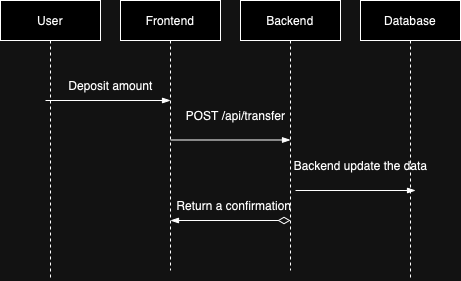 User
Frontend
Backend
Database
Deposit amount
POST /api/transfer
Backend update the data
Return a confirmation